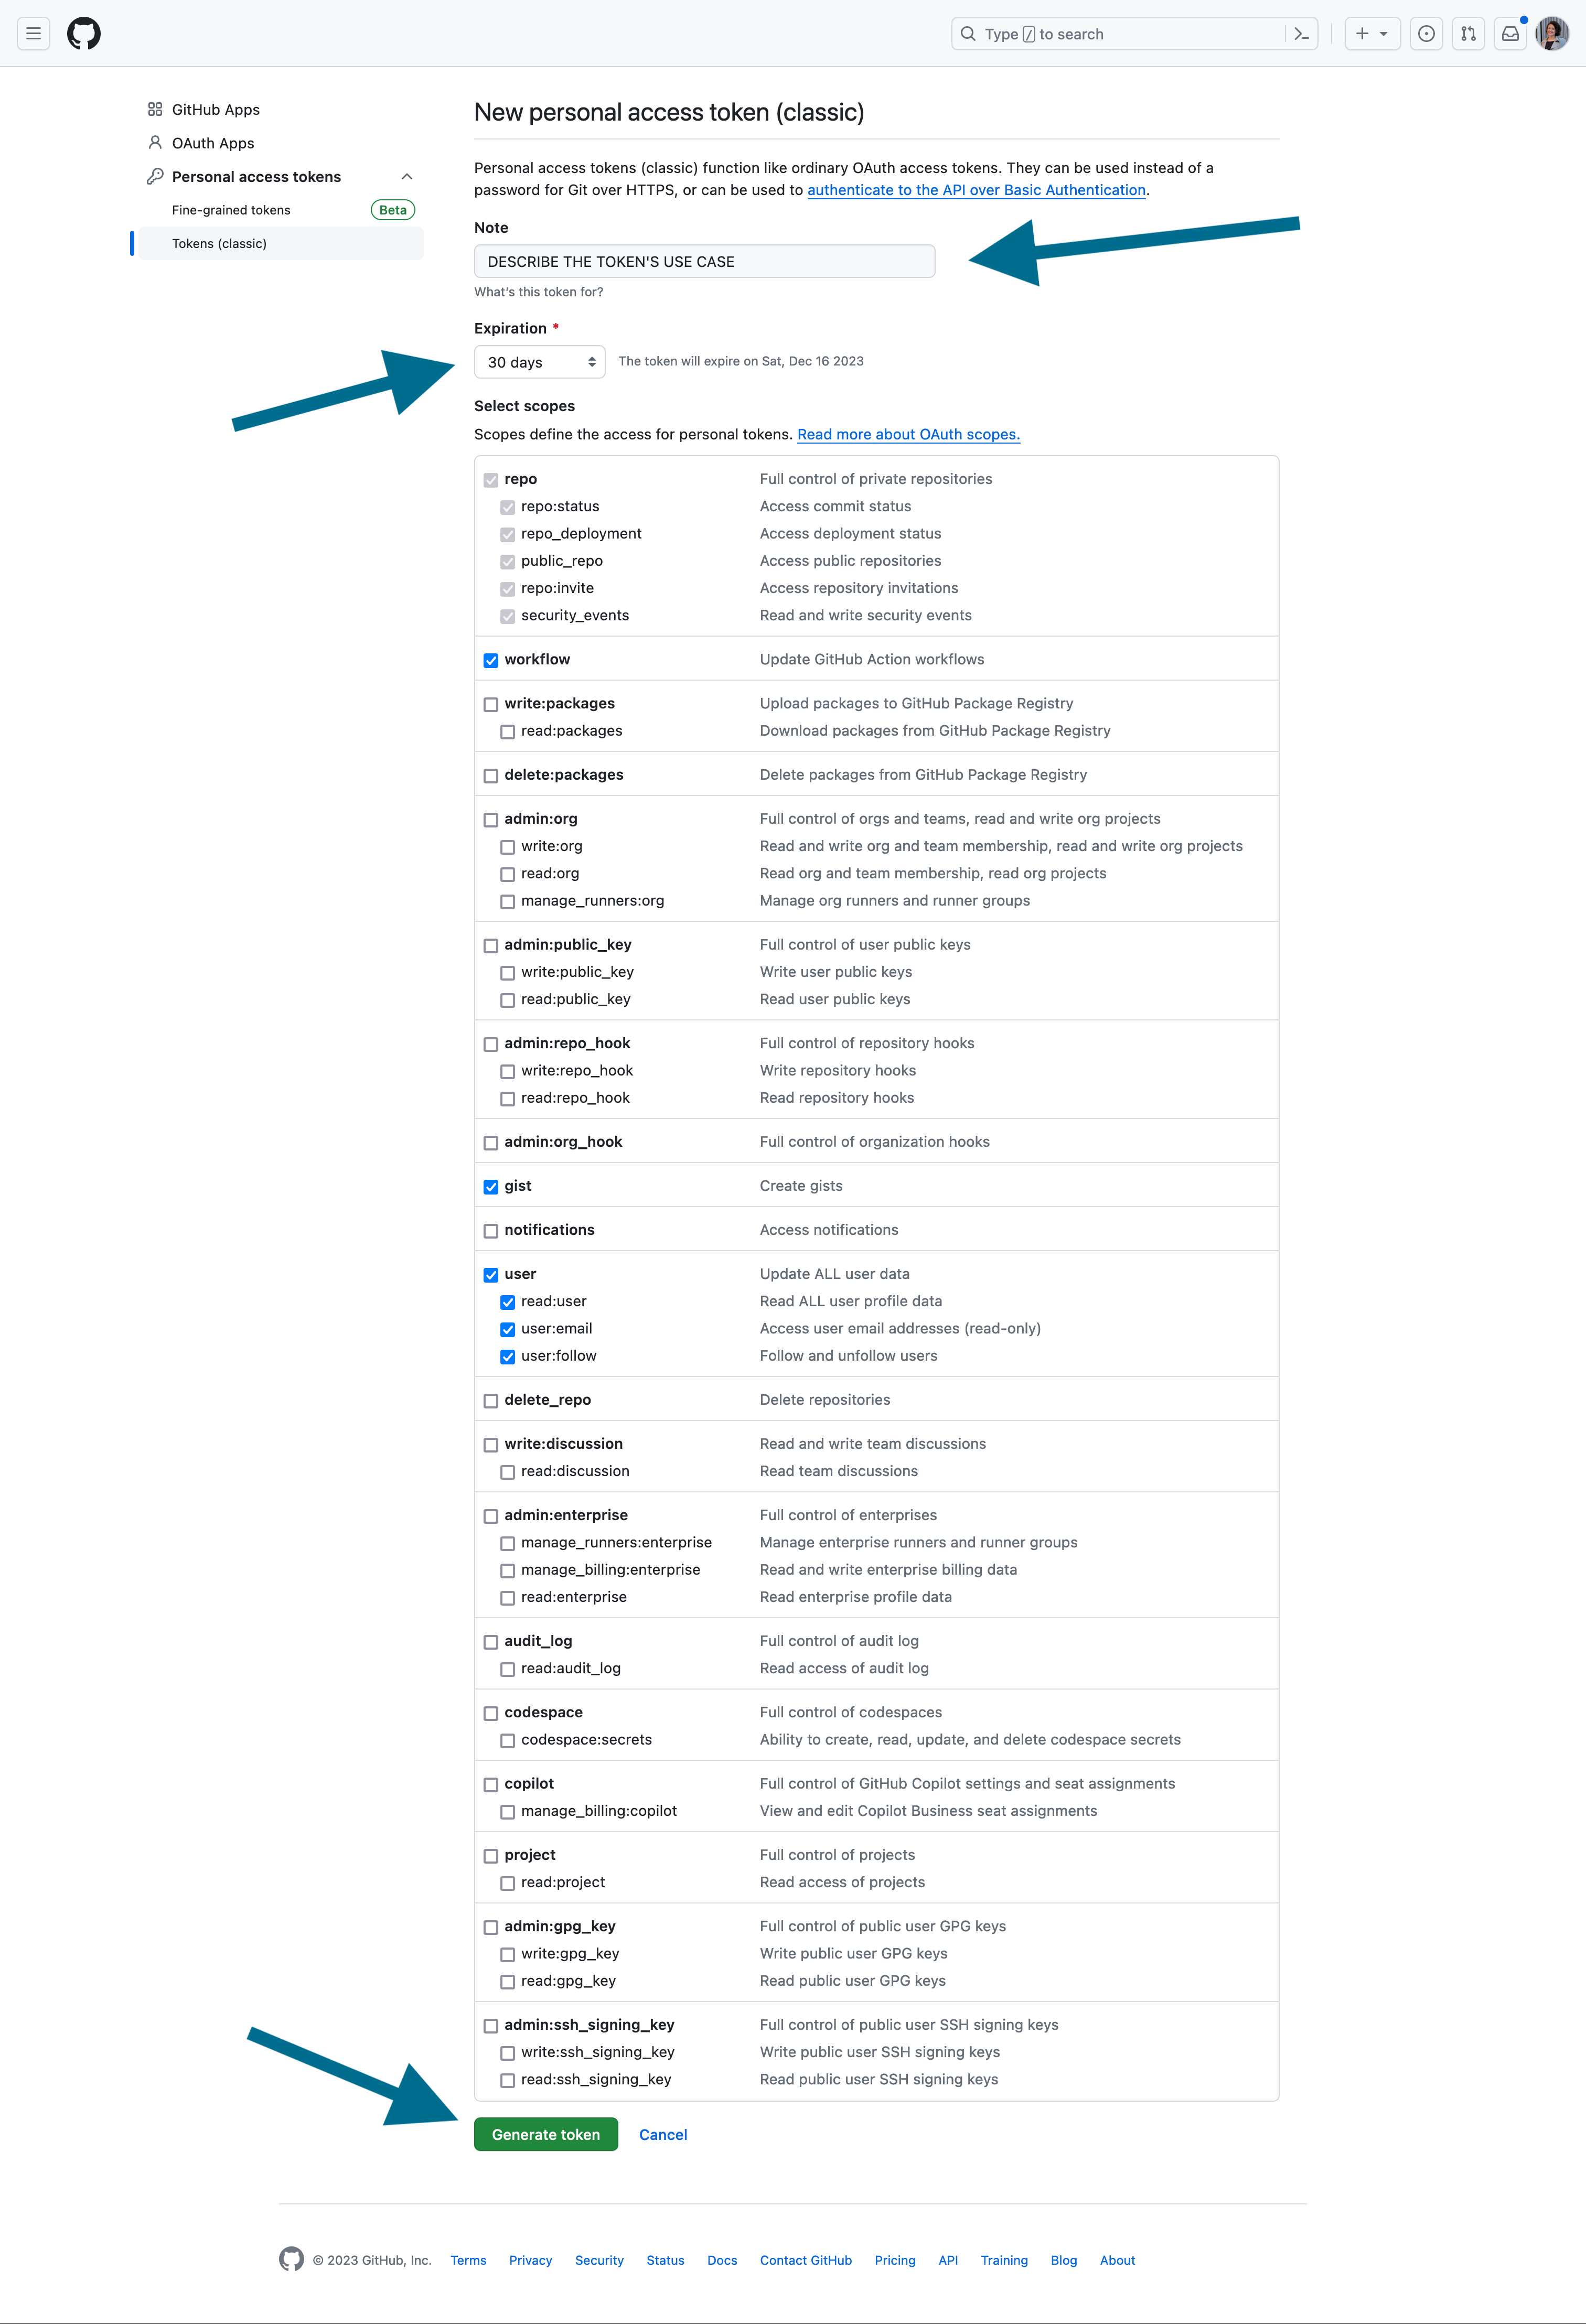 Type / to search
GitHub Apps
OAuth Apps
Personal access tokens
Fine-grained tokens Beta
Tokens (classic)
New personal access token (classic)
Personal access tokens (classic) function like ordinary OAuth access tokens. They can be used instead of a
password for Git over HTTPS, or can be used to authenticate to the API over Basic Authentication.
Note
DESCRIBE THE TOKEN'S USE CASE
What's this token for?
Expiration *
30 days The token will expire on Sat, Dec 16 2023
Select scopes
Scopes define the access for personal tokens. Read more about OAuth scopes.
repo Full control of private repositories
repo:status Access commit status
repo_deployment Access deployment status
public_repo Access public repositories
repo:invite Access repository invitations
security_events Read and write security events
workflow Update GitHub Action workflows
write:packages Upload packages to GitHub Package Registry
read:packages Download packages from GitHub Package Registry
delete:packages Delete packages from GitHub Package Registry
admin:org Full control of orgs and teams, read and write org projects
write:org Read and write org and team membership, read and write org projects
read:org Read org and team membership, read org projects
manage_runners:org Manage org runners and runner groups
admin:public_key Full control of user public keys
write:public_key Write user public keys
read:public_key Read user public keys
admin:repo_hook Full control of repository hooks
write:repo_hook Write repository hooks
read:repo_hook Read repository hooks
admin:org_hook Full control of organization hooks
gist Create gists
notifications Access notifications
user Update ALL user data
read:user Read ALL user profile data
user:email Access user email addresses (read-only)
user:follow Follow and unfollow users
delete_repo Delete repositories
write:discussion Read and write team discussions
read:discussion Read team discussions
admin:enterprise Full control of enterprises
manage_runners:enterprise Manage enterprise runners and runner groups
manage_billing:enterprise Read and write enterprise billing data
read:enterprise Read enterprise profile data
audit_log Full control of audit log
read:audit_log Read access of audit log
codespace Full control of codespaces
codespace:secrets Ability to create, read, update, and delete codespace secrets
copilot Full control of GitHub Copilot settings and seat assignments
manage_billing:copilot View and edit Copilot Business seat assignments
project Full control of projects
read:project Read access of projects
admin:gpg_key Full control of public user GPG keys
write:gpg_key Write public user GPG keys
read:gpg_key Read public user GPG keys
admin:ssh_signing_key Full control of public user SSH signing keys
write:ssh_signing_key Write public user SSH signing keys
read:ssh_signing_key Read public user SSH signing keys
Generate token Cancel
© 2023 GitHub, Inc. Terms Privacy Security Status Docs Contact GitHub Pricing API Training Blog About